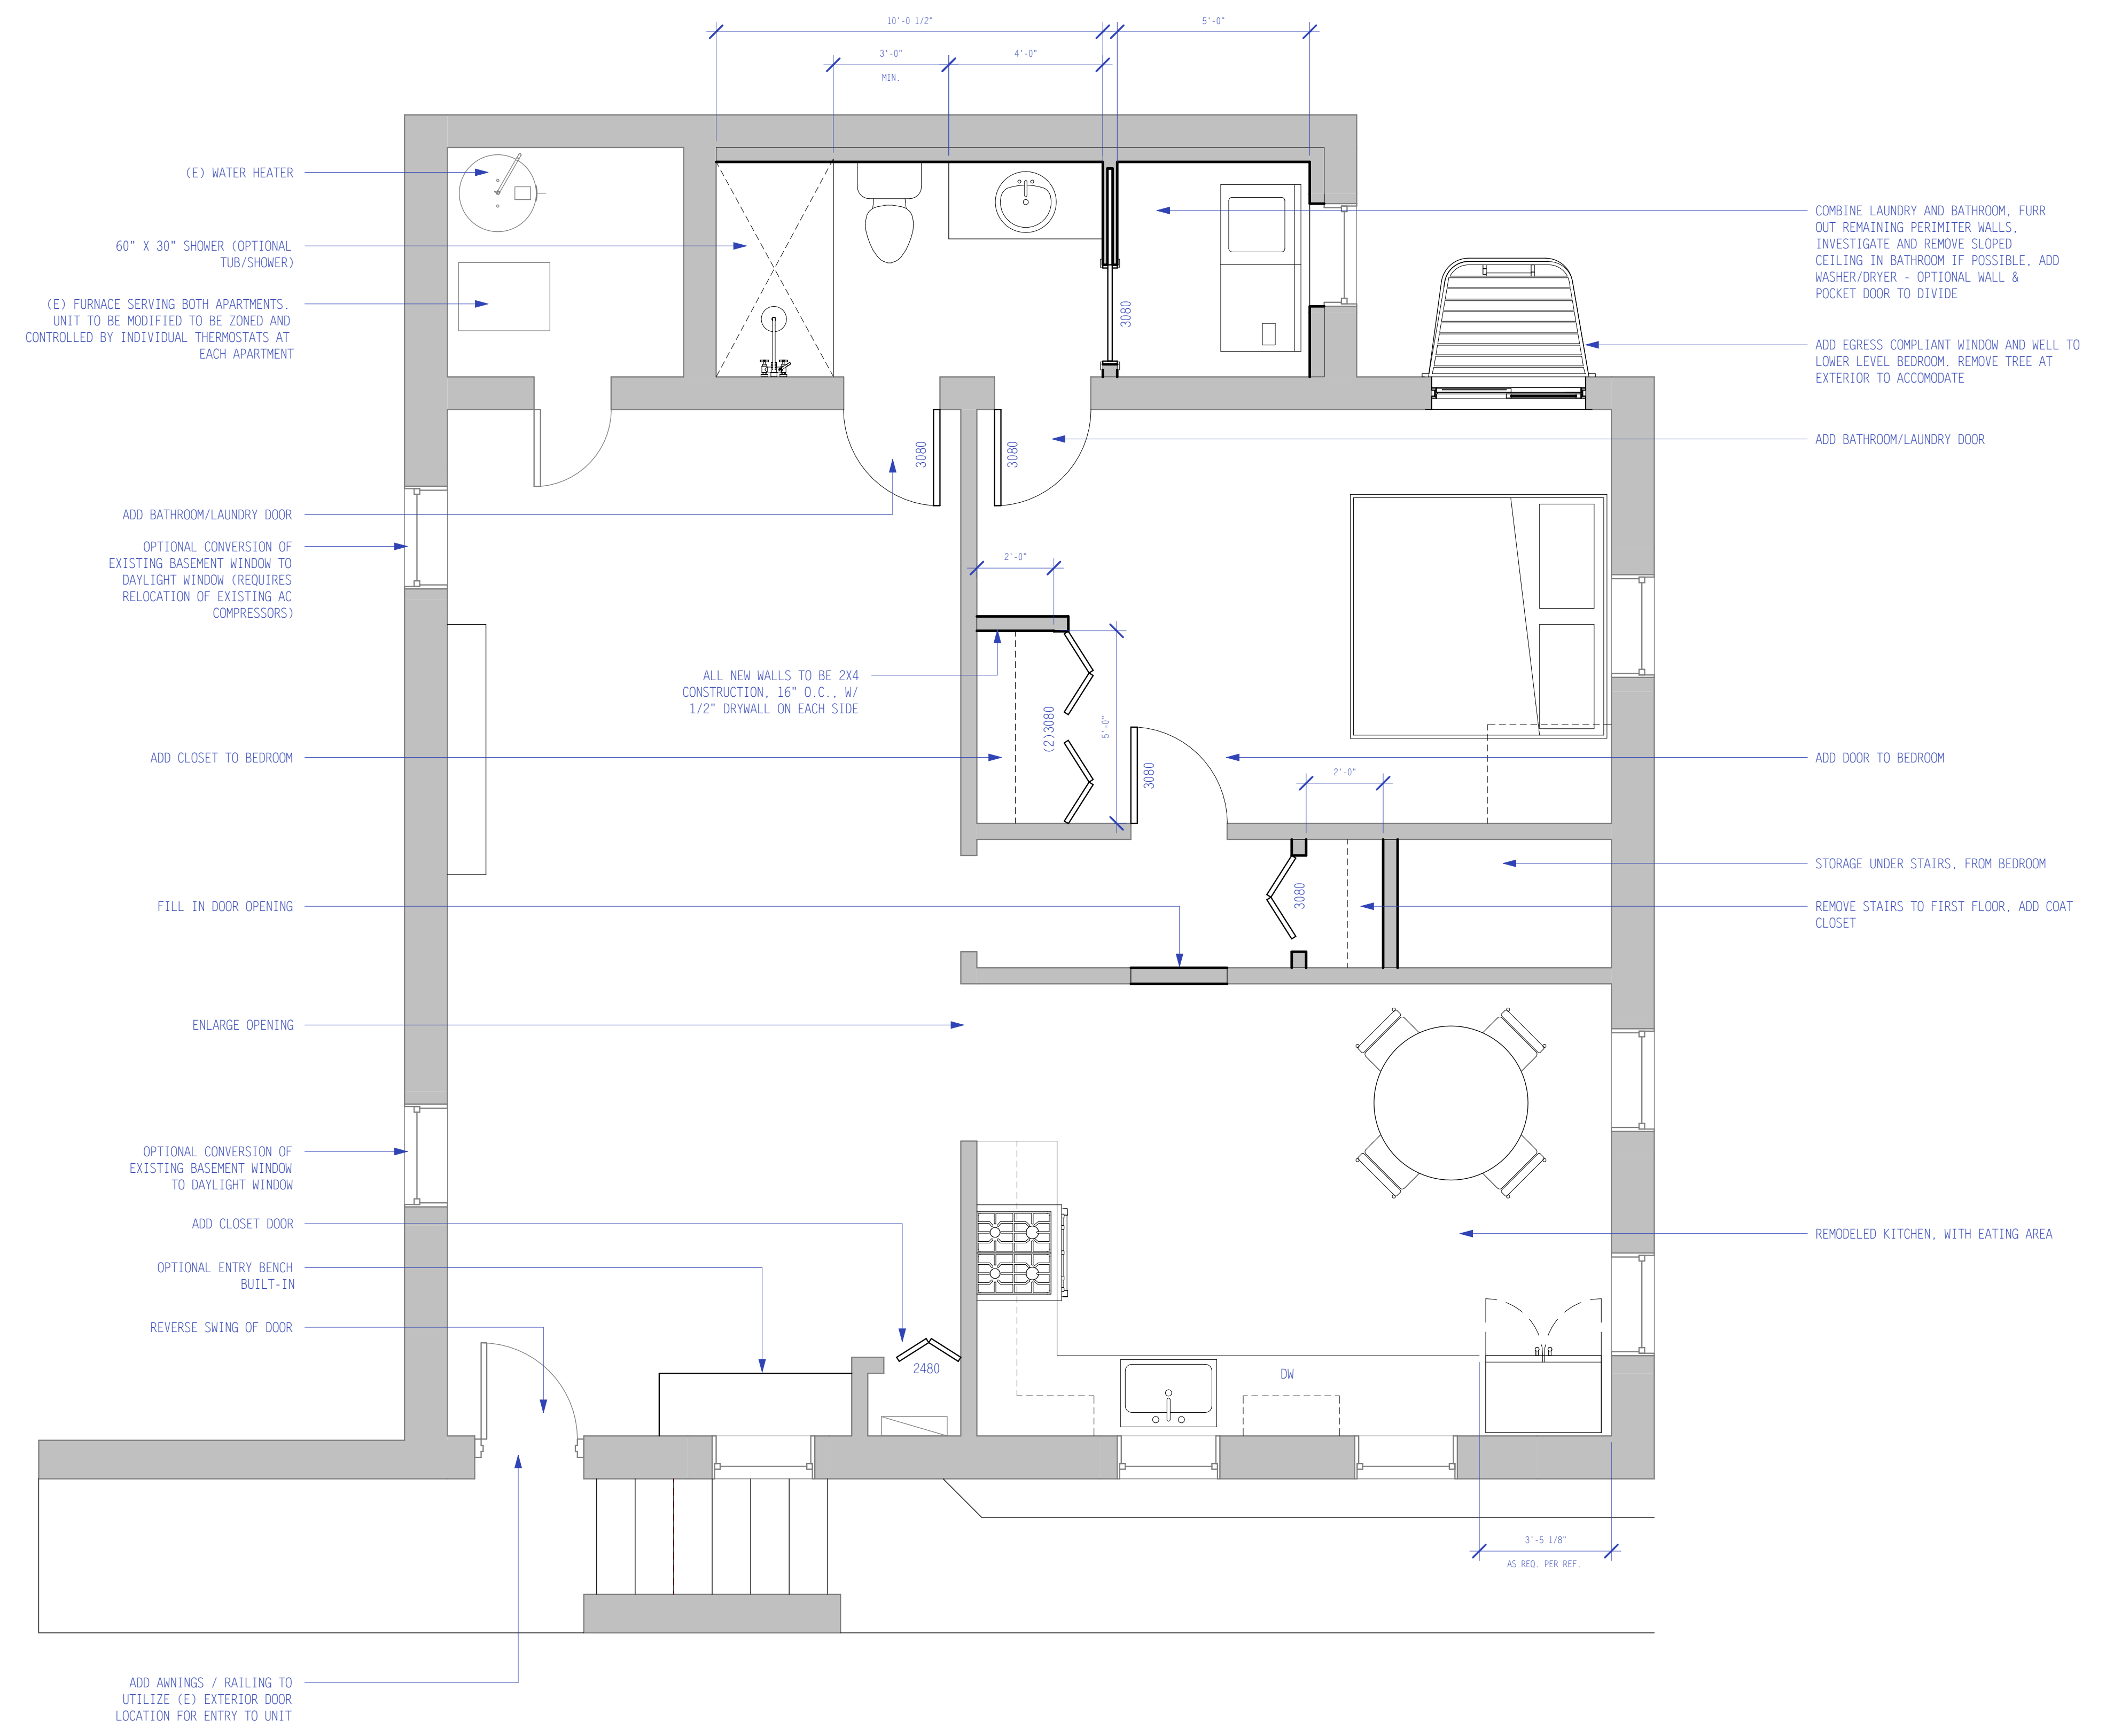 10'-0 1/2"
5'-0"
3'-0"
MIN.
4'-0"
(E) WATER HEATER
60" X 30" SHOWER (OPTIONAL
TUB/SHOWER)
(E) FURNACE SERVING BOTH APARTMENTS.
UNIT TO BE MODIFIED TO BE ZONED AND
CONTROLLED BY INDIVIDUAL THERMOSTATS AT
EACH APARTMENT
COMBINE LAUNDRY AND BATHROOM, FURR
OUT REMAINING PERIMITER WALLS,
INVESTIGATE AND REMOVE SLOPED
CEILING IN BATHROOM IF POSSIBLE, ADD
WASHER/DRYER - OPTIONAL WALL &
POCKET DOOR TO DIVIDE
3080
ADD EGRESS COMPLIANT WINDOW AND WELL TO
LOWER LEVEL BEDROOM. REMOVE TREE AT
EXTERIOR TO ACCOMODATE
3080
3080
ADD BATHROOM/LAUNDRY DOOR
ADD BATHROOM/LAUNDRY DOOR
OPTIONAL CONVERSION OF
EXISTING BASEMENT WINDOW TO
DAYLIGHT WINDOW (REQUIRES
RELOCATION OF EXISTING AC
COMPRESSORS)
2'-0"
ALL NEW WALLS TO BE 2X4
CONSTRUCTION, 16" O.C., W/
1/2" DRYWALL ON EACH SIDE
(2)3080
5'-0"
3080
ADD CLOSET TO BEDROOM
ADD DOOR TO BEDROOM
2'-0"
STORAGE UNDER STAIRS, FROM BEDROOM
3080
FILL IN DOOR OPENING
REMOVE STAIRS TO FIRST FLOOR, ADD COAT
CLOSET
ENLARGE OPENING
OPTIONAL CONVERSION OF
EXISTING BASEMENT WINDOW
TO DAYLIGHT WINDOW
ADD CLOSET DOOR
REMODELED KITCHEN, WITH EATING AREA
OPTIONAL ENTRY BENCH
BUILT-IN
REVERSE SWING OF DOOR
2480
DW
3'-5 1/8"
AS REQ. PER REF.
ADD AWNINGS / RAILING TO
UTILIZE (E) EXTERIOR DOOR
LOCATION FOR ENTRY TO UNIT